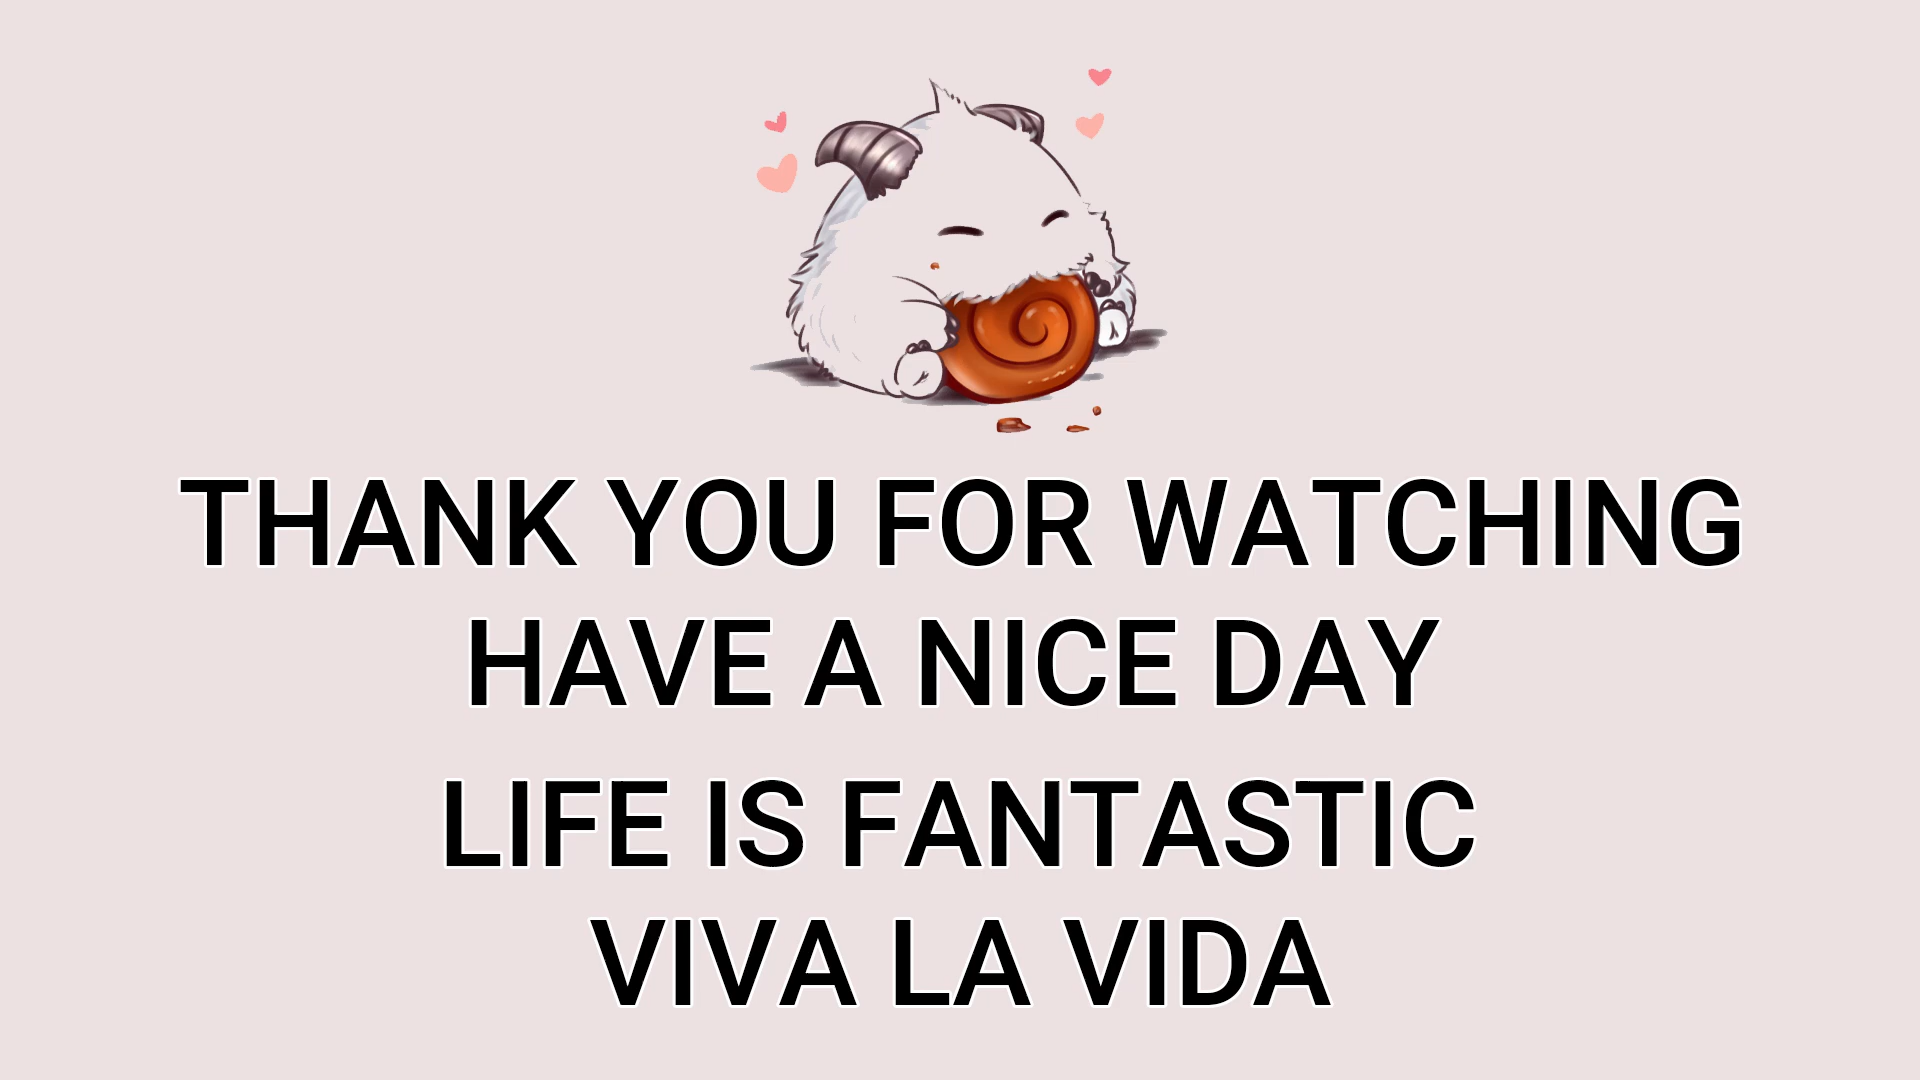 THANK YOU FOR WATCHING
HAVE A NICE DAY
LIFE IS FANTASTIC
VIVA LA VIDA